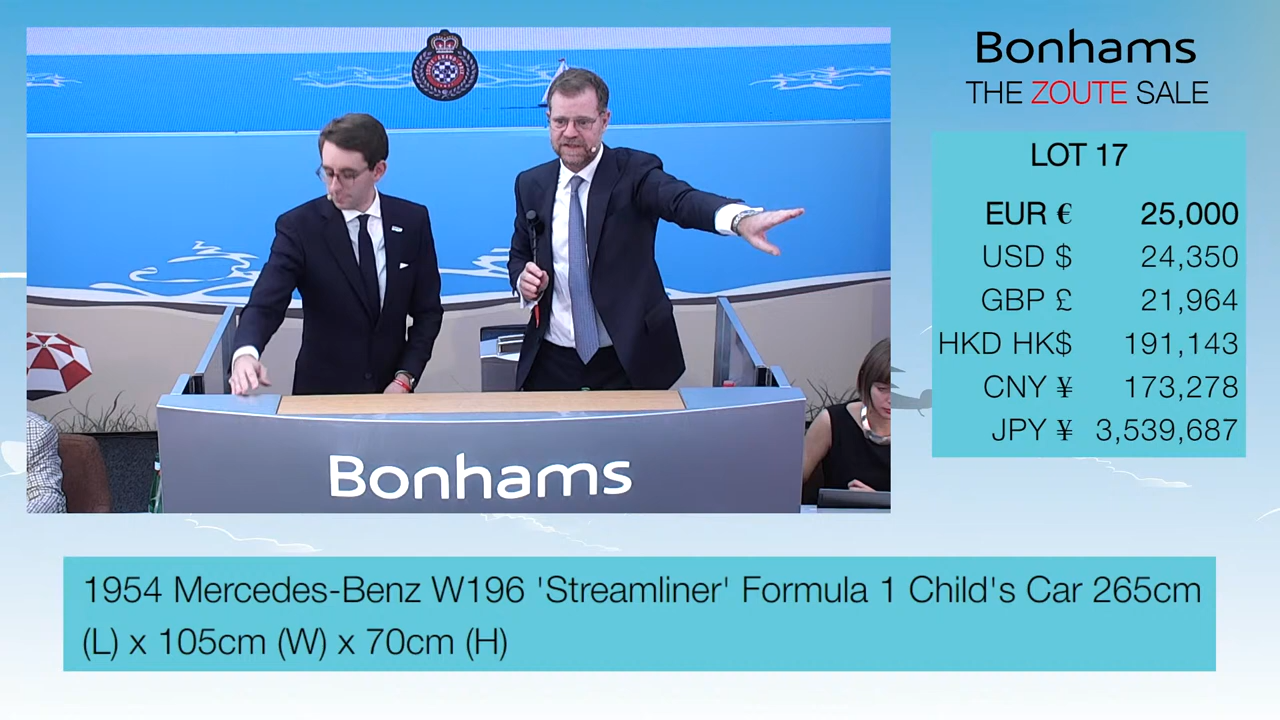 Bonhams
THE ZOUTE SALE
LOT 17
EUR € 25,000
USD $ 24,350
GBP £ 21,964
HKD HK$ 191,143
CNY ¥ 173,278
JPY ¥ 3,539,687
Bonhams
1954 Mercedes-Benz W196 'Streamliner' Formula 1 Child's Car 265cm
(L) x 105cm (W) x 70cm (H)